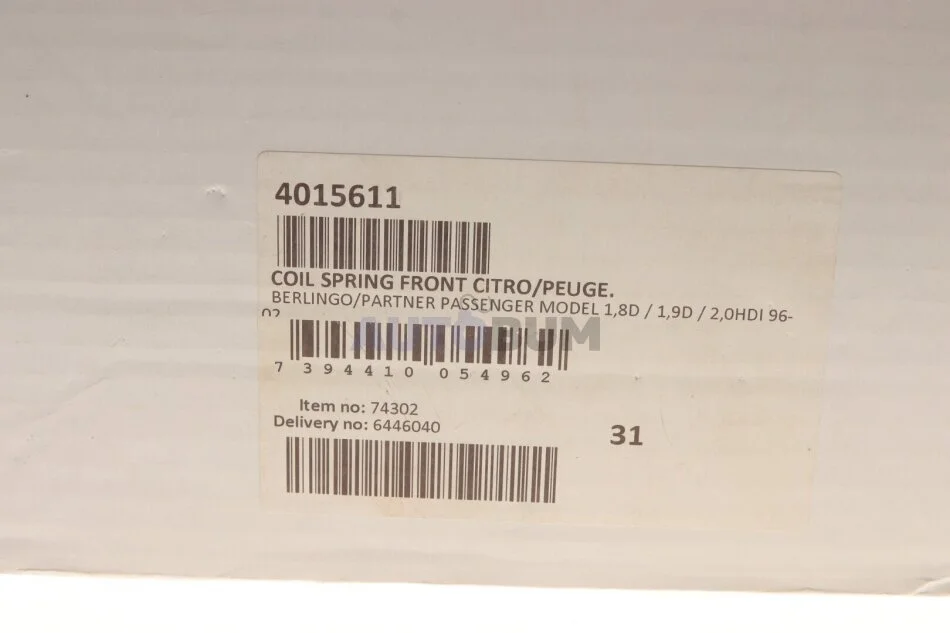 4015611
COIL SPRING FRONT CITRO/PEUGE.
BERLINGO/PARTNER PASSENGER MODEL 1,8D / 1,9D / 2,0HDI 96-
02
AUTOBUM
7 394410 054962
Item no: 74302
Delivery no: 6446040
31